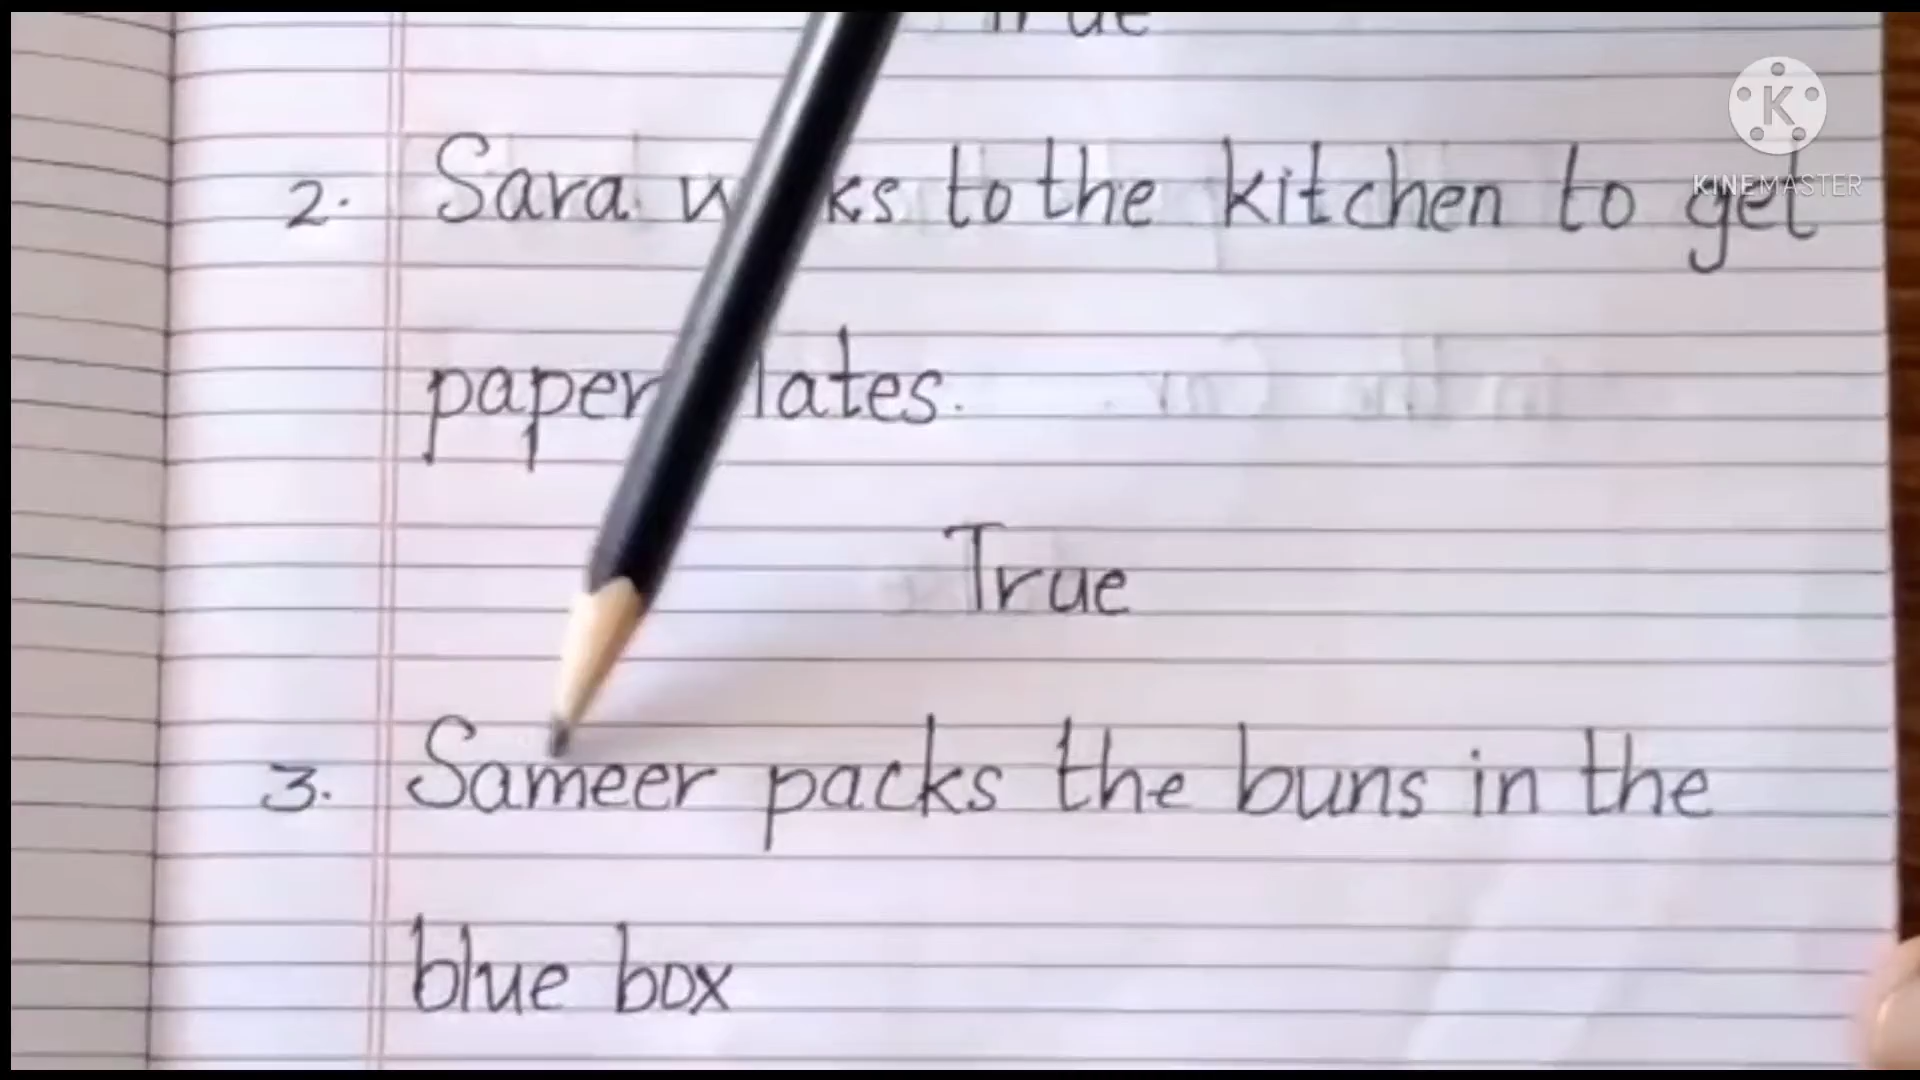 True
2. Sara to the kitchen to get
paper
True
3. Sameer packs the buns in the
blue box
K
KINEMASTER